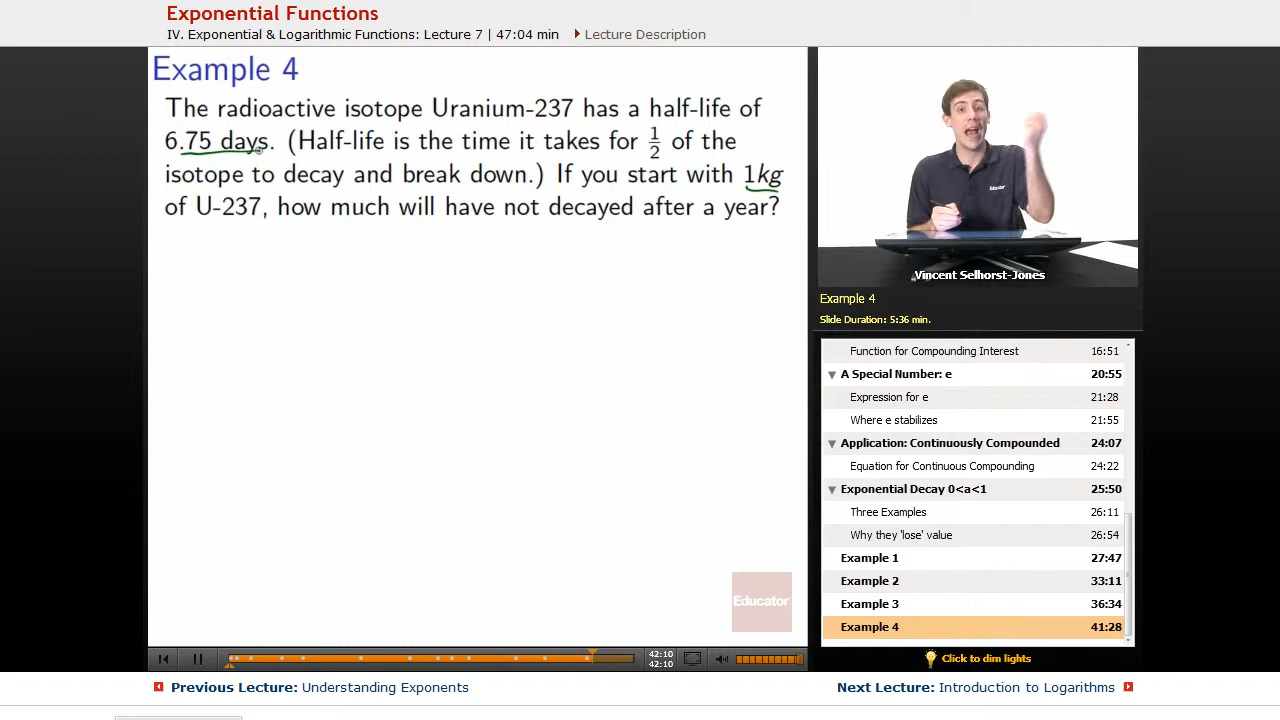 Exponential Functions
IV. Exponential & Logarithmic Functions: Lecture 7 | 47:04 min Lecture Description
Example 4
The radioactive isotope Uranium-237 has a half-life of
6.75 days. (Half-life is the time it takes for 1/2 of the
isotope to decay and break down.) If you start with 1kg
of U-237, how much will have not decayed after a year?
Educator
Educator
Vincent Selhorst-Jones
Example 4
Slide Duration: 5:36 min.
Function for Compounding Interest 16:51
A Special Number: e 20:55
Expression for e 21:28
Where e stabilizes 21:55
Application: Continuously Compounded 24:07
Equation for Continuous Compounding 24:22
Exponential Decay 0<a<1 25:50
Three Examples 26:11
Why they 'lose' value 26:54
Example 1 27:47
Example 2 33:11
Example 3 36:34
Example 4 41:28
42:10
42:10
Click to dim lights
Previous Lecture: Understanding Exponents
Next Lecture: Introduction to Logarithms